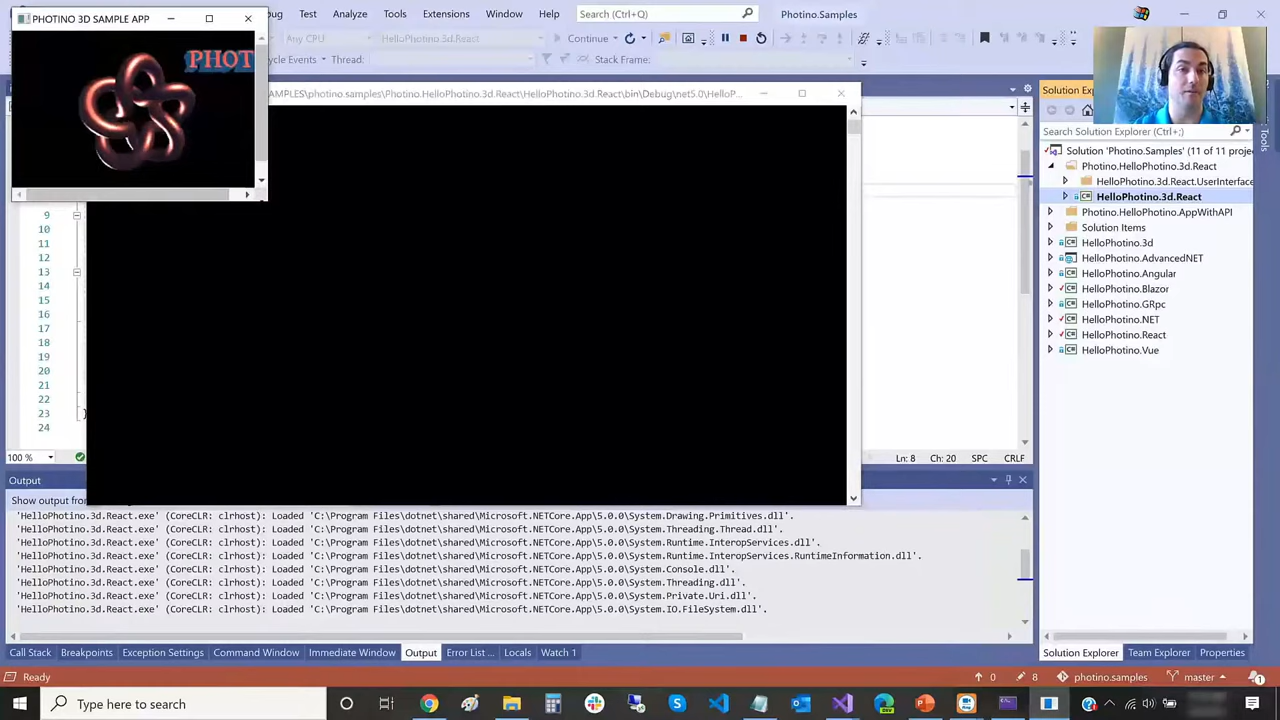 PHOTINO 3D SAMPLE APP
Test Analyze Tools Extensions Window Help Search (Ctrl+Shift+P) Photino.Samples
Any CPU HelloPhotino.3d.React Continue
cycle Events Thread: Stack Frame:
PHOT
SAMPLES\photino.samples\Photino.HelloPhotino.3d.React\HelloPhotino.3d.React\bin\Debug\net5.0\HelloP...
9
10
11
12
13
14
15
16
17
18
19
20
21
22
23 }
24
100 % Ln: 8 Ch: 20 SPC CRLF
Solution Ex
Search Solution Explorer (Ctrl+;)
Solution 'Photino.Samples' (11 of 11 proje
Photino.HelloPhotino.3d.React
HelloPhotino.3d.React.UserInterface
HelloPhotino.3d.React
Photino.HelloPhotino.AppWithAPI
Solution Items
HelloPhotino.3d
HelloPhotino.AdvancedNET
HelloPhotino.Angular
HelloPhotino.Blazor
HelloPhotino.GRpc
HelloPhotino.NET
HelloPhotino.React
HelloPhotino.Vue
Tools
Output
Show output from
'HelloPhotino.3d.React.exe' (CoreCLR: clrhost): Loaded 'C:\Program Files\dotnet\shared\Microsoft.NETCore.App\5.0.0\System.Drawing.Primitives.dll'.
'HelloPhotino.3d.React.exe' (CoreCLR: clrhost): Loaded 'C:\Program Files\dotnet\shared\Microsoft.NETCore.App\5.0.0\System.Threading.Thread.dll'.
'HelloPhotino.3d.React.exe' (CoreCLR: clrhost): Loaded 'C:\Program Files\dotnet\shared\Microsoft.NETCore.App\5.0.0\System.Runtime.InteropServices.dll'.
'HelloPhotino.3d.React.exe' (CoreCLR: clrhost): Loaded 'C:\Program Files\dotnet\shared\Microsoft.NETCore.App\5.0.0\System.Runtime.InteropServices.RuntimeInformation.dll'.
'HelloPhotino.3d.React.exe' (CoreCLR: clrhost): Loaded 'C:\Program Files\dotnet\shared\Microsoft.NETCore.App\5.0.0\System.Console.dll'.
'HelloPhotino.3d.React.exe' (CoreCLR: clrhost): Loaded 'C:\Program Files\dotnet\shared\Microsoft.NETCore.App\5.0.0\System.Threading.dll'.
'HelloPhotino.3d.React.exe' (CoreCLR: clrhost): Loaded 'C:\Program Files\dotnet\shared\Microsoft.NETCore.App\5.0.0\System.Private.Uri.dll'.
'HelloPhotino.3d.React.exe' (CoreCLR: clrhost): Loaded 'C:\Program Files\dotnet\shared\Microsoft.NETCore.App\5.0.0\System.IO.FileSystem.dll'.
Call Stack Breakpoints Exception Settings Command Window Immediate Window Output Error List ... Locals Watch 1
Solution Explorer Team Explorer Properties
Ready 0 8 photino.samples master 1
Type here to search